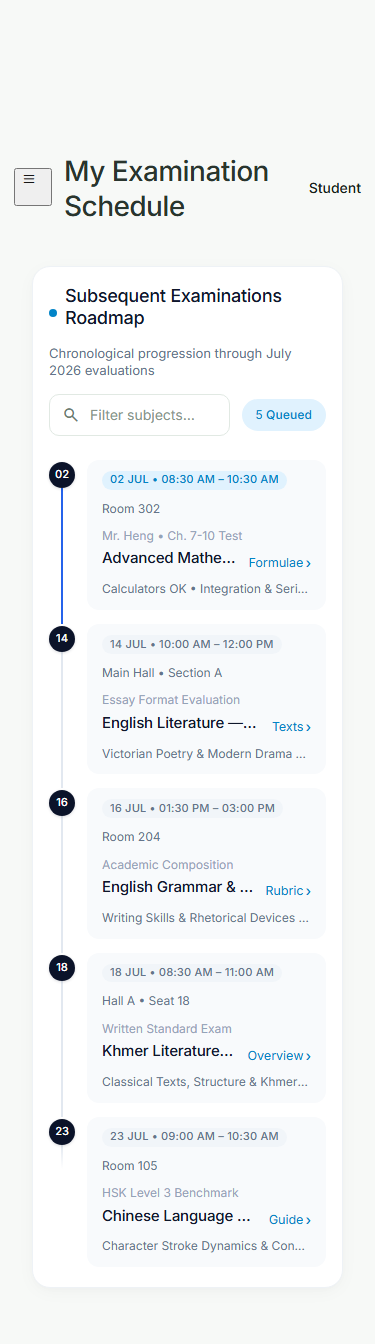 My Examination
Schedule
Student
Subsequent Examinations
Roadmap
Chronological progression through July
2026 evaluations
Filter subjects...
5 Queued
02
02 JUL • 08:30 AM – 10:30 AM
Room 302
Mr. Heng • Ch. 7-10 Test
Advanced Mathe...
Formulae ›
Calculators OK • Integration & Seri...
14
14 JUL • 10:00 AM – 12:00 PM
Main Hall • Section A
Essay Format Evaluation
English Literature —...
Texts ›
Victorian Poetry & Modern Drama ...
16
16 JUL • 01:30 PM – 03:00 PM
Room 204
Academic Composition
English Grammar & ...
Rubric ›
Writing Skills & Rhetorical Devices ...
18
18 JUL • 08:30 AM – 11:00 AM
Hall A • Seat 18
Written Standard Exam
Khmer Literature...
Overview ›
Classical Texts, Structure & Khmer...
23
23 JUL • 09:00 AM – 10:30 AM
Room 105
HSK Level 3 Benchmark
Chinese Language ...
Guide ›
Character Stroke Dynamics & Con...